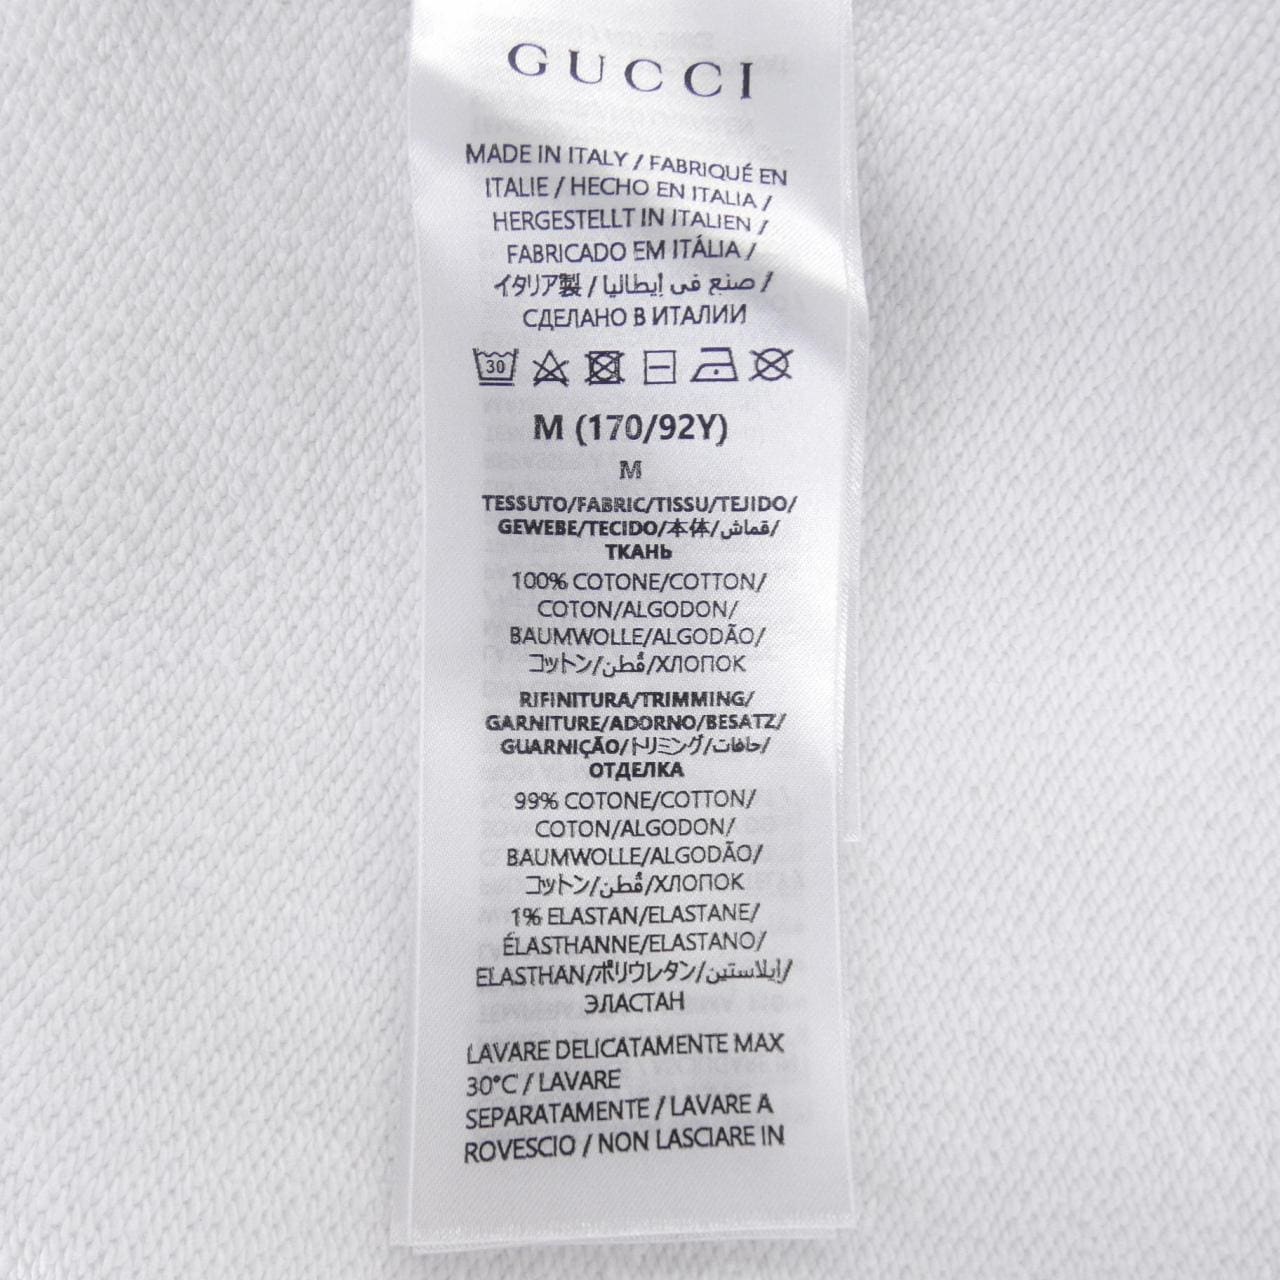 GUCCI
MADE IN ITALY / FABRIQUÉ EN
ITALIE / HECHO EN ITALIA /
HERGESTELLT IN ITALIEN /
FABRICADO EM ITÁLIA /
イタリア製 / صنع في إيطاليا /
СДЕЛАНО В ИТАЛИИ
30
M (170/92Y)
M
TESSUTO/FABRIC/TISSU/TEJIDO/
GEWEBE/TECIDO/本体/قماش/
ТКАНЬ
100% COTONE/COTTON/
COTON/ALGODON/
BAUMWOLLE/ALGODÃO/
コットン/قُطن/ХЛОПОК
RIFINITURA/TRIMMING/
GARNITURE/ADORNO/BESATZ/
GUARNIÇÃO/トリミング/حافات/
ОТДЕЛКА
99% COTONE/COTTON/
COTON/ALGODON/
BAUMWOLLE/ALGODÃO/
コットン/قُطن/ХЛОПОК
1% ELASTAN/ELASTANE/
ÉLASTHANNE/ELASTANO/
ELASTHAN/ポリウレタン/إيلاستين/
ЭЛАСТАН
LAVARE DELICATAMENTE MAX
30°C / LAVARE
SEPARATAMENTE / LAVARE A
ROVESCIO / NON LASCIARE IN